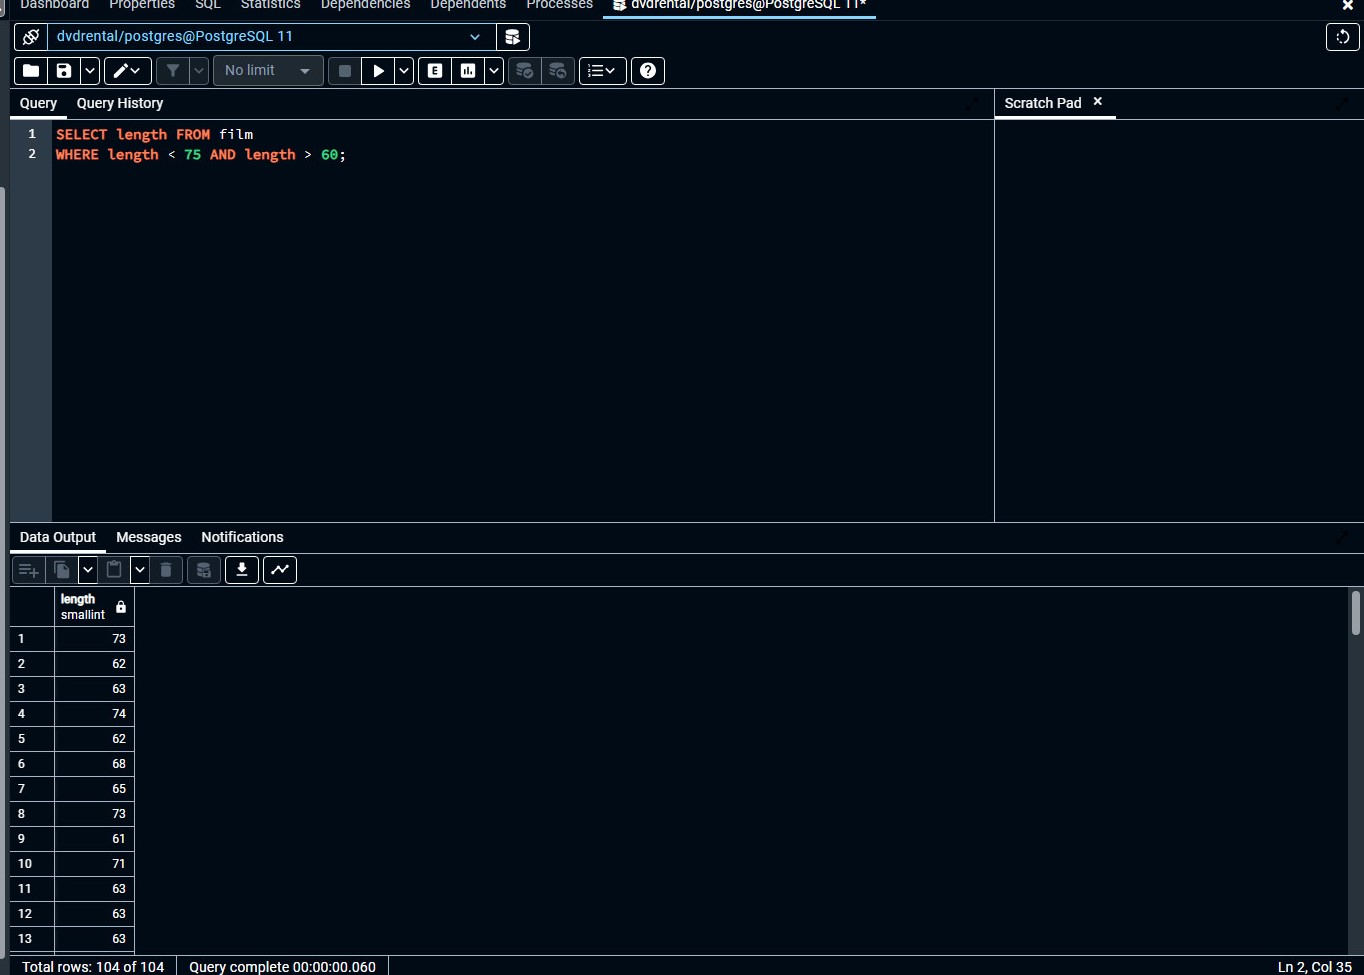 Dashboard Properties SQL Statistics Dependencies Dependents Processes dvdrental/postgres@PostgreSQL 11*
dvdrental/postgres@PostgreSQL 11
No limit
E
Query Query History
Scratch Pad
1 SELECT length FROM film
2 WHERE length < 75 AND length > 60;
Data Output Messages Notifications
length
smallint
1 73
2 62
3 63
4 74
5 62
6 68
7 65
8 73
9 61
10 71
11 63
12 63
13 63
Total rows: 104 of 104 Query complete 00:00:00.060 Ln 2, Col 35